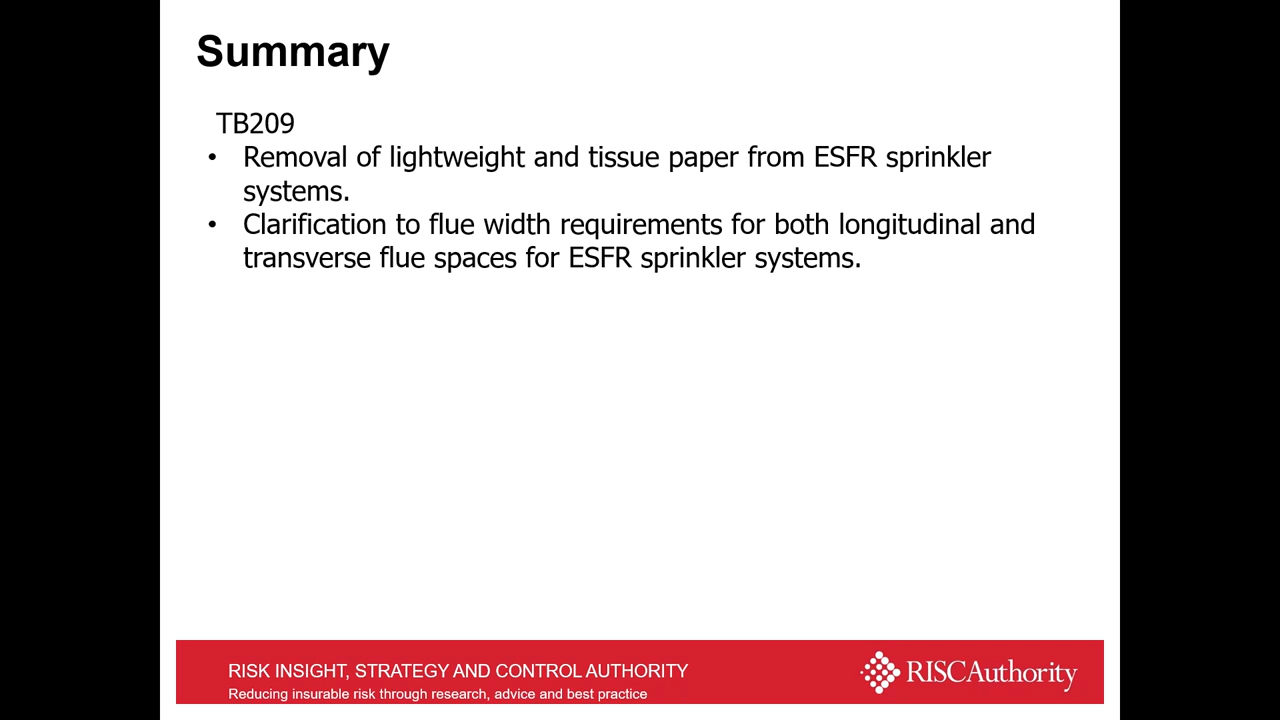 Summary
TB209
• Removal of lightweight and tissue paper from ESFR sprinkler
systems.
• Clarification to flue width requirements for both longitudinal and
transverse flue spaces for ESFR sprinkler systems.
RISK INSIGHT, STRATEGY AND CONTROL AUTHORITY
Reducing insurable risk through research, advice and best practice
RISCAuthority